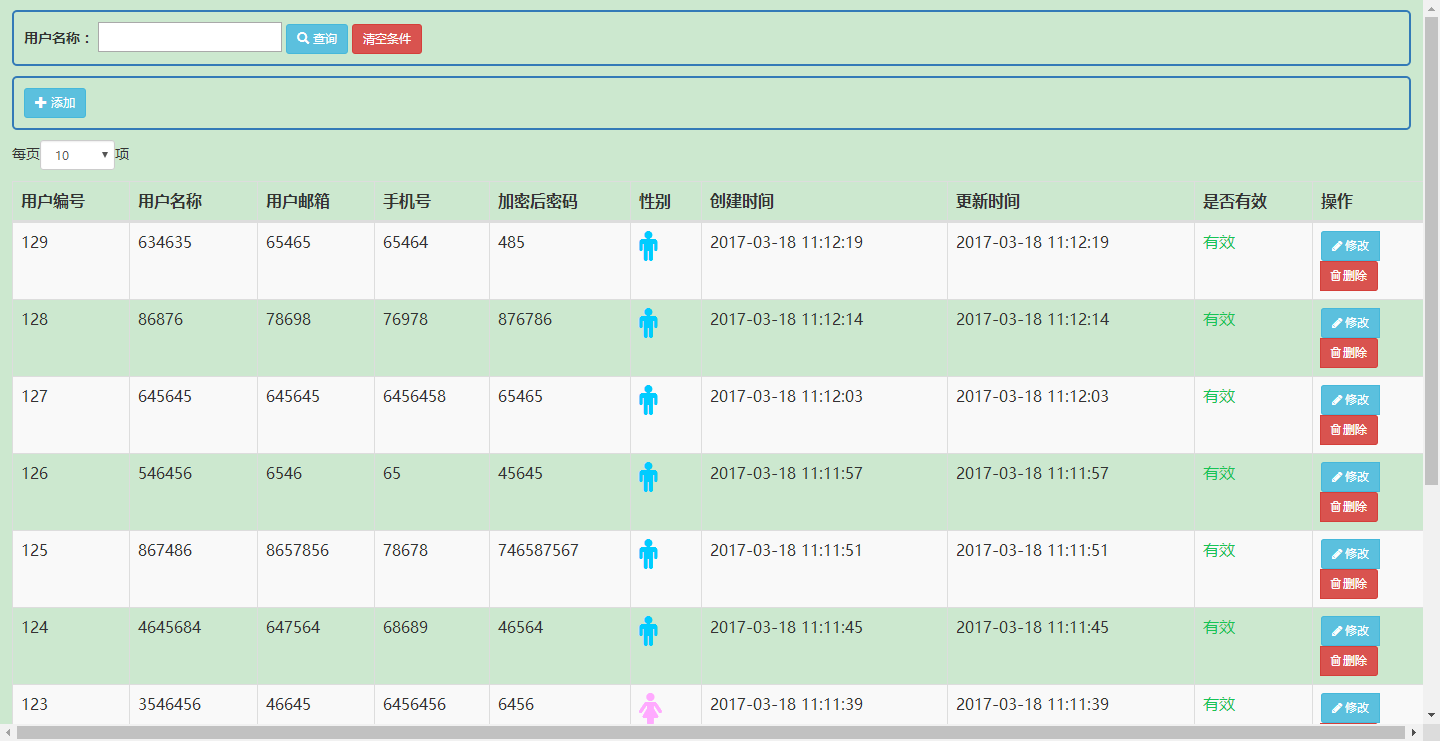 用户名称： 查询 清空条件
添加
每页 10 项
用户编号 用户名称 用户邮箱 手机号 加密后密码 性别 创建时间 更新时间 是否有效 操作
129 634635 65465 65464 485 2017-03-18 11:12:19 2017-03-18 11:12:19 有效 修改
删除
128 86876 78698 76978 876786 2017-03-18 11:12:14 2017-03-18 11:12:14 有效 修改
删除
127 645645 645645 6456458 65465 2017-03-18 11:12:03 2017-03-18 11:12:03 有效 修改
删除
126 546456 6546 65 45645 2017-03-18 11:11:57 2017-03-18 11:11:57 有效 修改
删除
125 867486 8657856 78678 746587567 2017-03-18 11:11:51 2017-03-18 11:11:51 有效 修改
删除
124 4645684 647564 68689 46564 2017-03-18 11:11:45 2017-03-18 11:11:45 有效 修改
删除
123 3546456 46645 6456456 6456 2017-03-18 11:11:39 2017-03-18 11:11:39 有效 修改